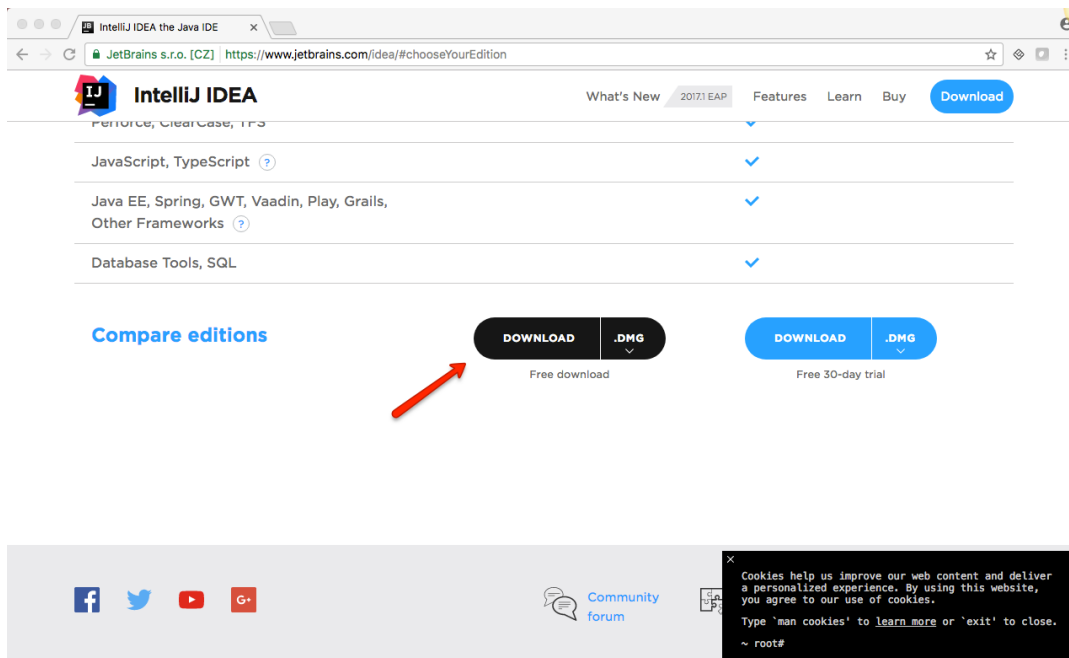 IntelliJ IDEA the Java IDE
JetBrains s.r.o. [CZ] https://www.jetbrains.com/idea/#chooseYourEdition
IJ IntelliJ IDEA What's New 2017.1 EAP Features Learn Buy Download
Perforce, ClearCase, TFS
JavaScript, TypeScript ?
Java EE, Spring, GWT, Vaadin, Play, Grails,
Other Frameworks ?
Database Tools, SQL
Compare editions DOWNLOAD .DMG DOWNLOAD .DMG
Free download Free 30-day trial
Community
forum
Cookies help us improve our web content and deliver
a personalized experience. By using this website,
you agree to our use of cookies.
Type `man cookies' to learn more or `exit' to close.
~ root#